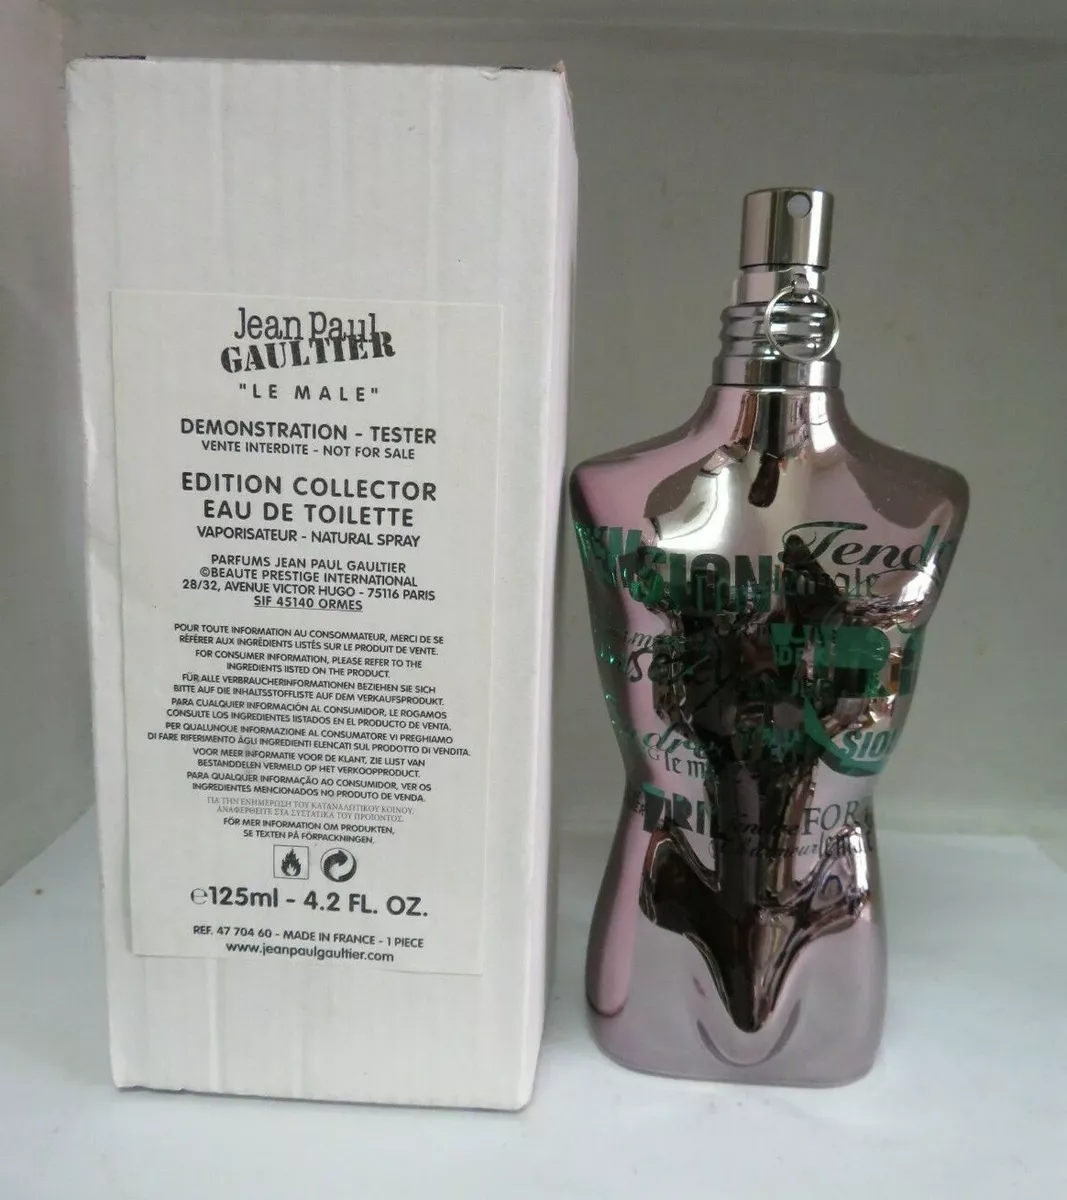 Jean Paul
GAULTIER
"LE MALE"
DEMONSTRATION - TESTER
VENTE INTERDITE - NOT FOR SALE
EDITION COLLECTOR
EAU DE TOILETTE
VAPORISATEUR - NATURAL SPRAY
PARFUMS JEAN PAUL GAULTIER
©BEAUTE PRESTIGE INTERNATIONAL
28/32, AVENUE VICTOR HUGO - 75116 PARIS
SIF 45140 ORMES
POUR TOUTE INFORMATION AU CONSOMMATEUR, MERCI DE SE
RÉFÉRER AUX INGRÉDIENTS LISTÉS SUR LE PRODUIT DE VENTE.
FOR CONSUMER INFORMATION, PLEASE REFER TO THE
INGREDIENTS LISTED ON THE PRODUCT.
FÜR ALLE VERBRAUCHERINFORMATIONEN BEZIEHEN SIE SICH
BITTE AUF DIE INHALTSSTOFFLISTE AUF DEM VERKAUFSPRODUKT.
PARA CUALQUIER INFORMACIÓN AL CONSUMIDOR, LE ROGAMOS
CONSULTE LOS INGREDIENTES LISTADOS EN EL PRODUCTO DE VENTA.
PER QUALUNQUE INFORMAZIONE AL CONSUMATORE VI PREGHIAMO
DI FARE RIFERIMENTO AGLI INGREDIENTI ELENCATI SUL PRODOTTO DI VENDITA.
VOOR MEER INFORMATIE VOOR DE KLANT, ZIE LIJST VAN
BESTANDDELEN VERMELD OP HET VERKOOPPRODUCT.
PARA QUALQUER INFORMAÇÃO AO CONSUMIDOR, VER OS
INGREDIENTES MENCIONADOS NO PRODUTO DE VENDA.
ΓΙΑ ΤΗΝ ΕΝΗΜΕΡΩΣΗ ΤΟΥ ΚΑΤΑΝΑΛΩΤΙΚΟΥ ΚΟΙΝΟΥ,
ΑΝΑΦΕΡΘΕΙΤΕ ΣΤΑ ΣΥΣΤΑΤΙΚΑ ΤΟΥ ΠΡΟΪΟΝΤΟΣ.
FÖR MER INFORMATION OM PRODUKTEN,
SE TEXTEN PÅ FÖRPACKNINGEN.
℮125ml - 4.2 FL. OZ.
REF. 47 704 60 - MADE IN FRANCE - 1 PIECE
www.jeanpaulgaultier.com
Tend
sexy
SION
le m
FOR